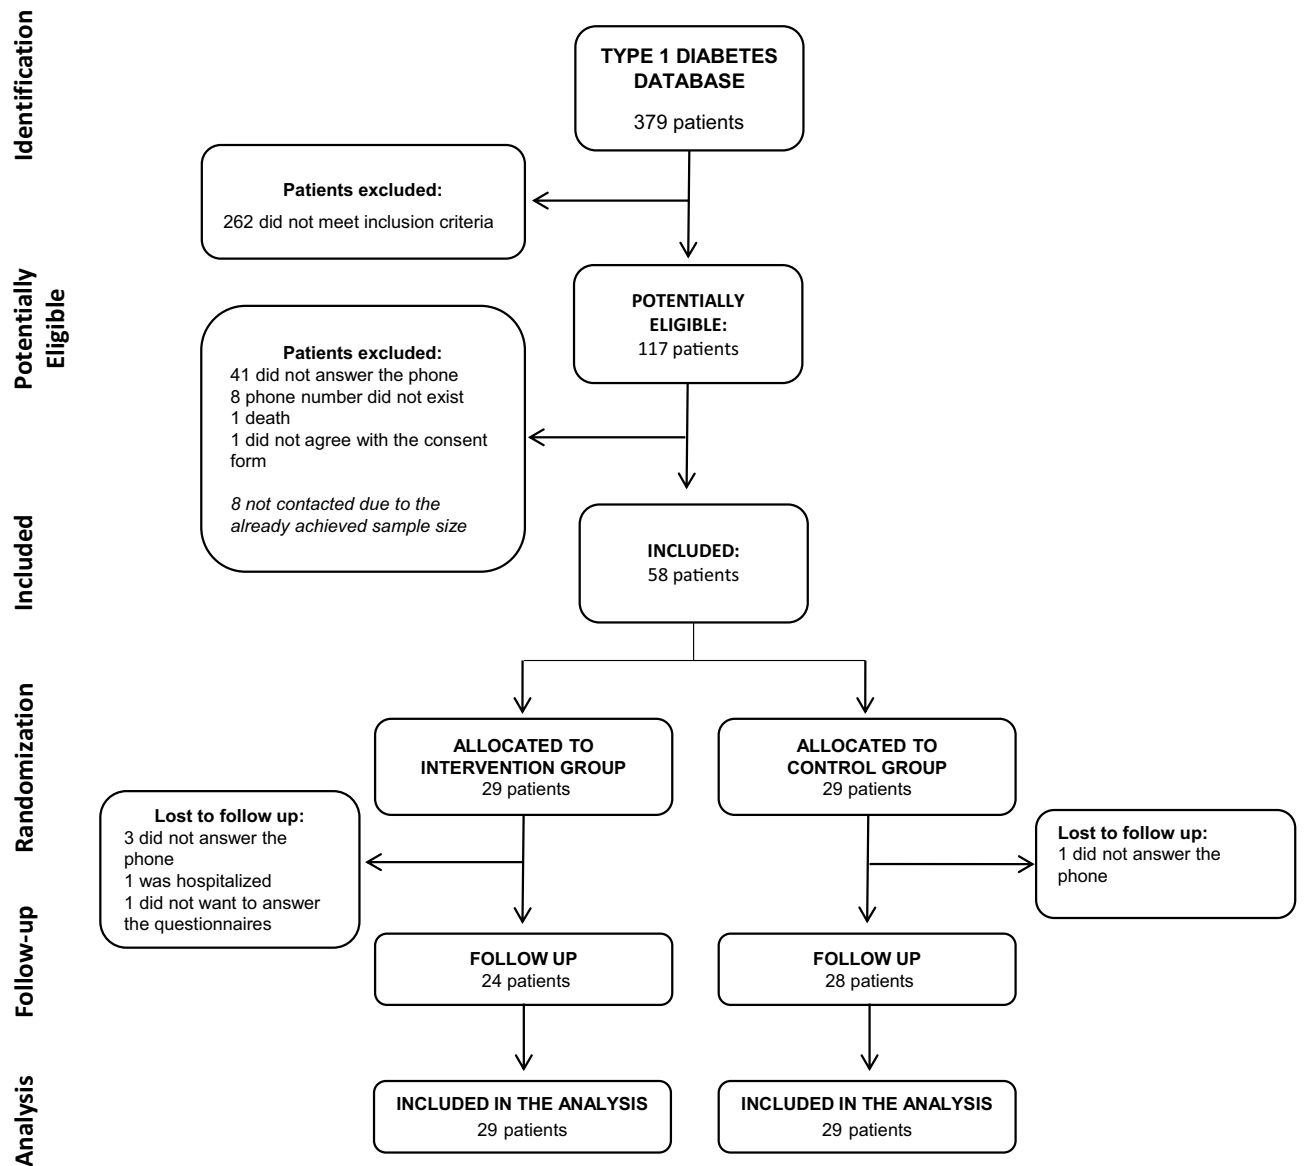 Identification
TYPE 1 DIABETES
DATABASE
379 patients
Patients excluded:
262 did not meet inclusion criteria
Potentially
Eligible
POTENTIALLY
ELIGIBLE:
117 patients
Patients excluded:
41 did not answer the phone
8 phone number did not exist
1 death
1 did not agree with the consent
form
8 not contacted due to the
already achieved sample size
Included
INCLUDED:
58 patients
Randomization
ALLOCATED TO
INTERVENTION GROUP
29 patients
ALLOCATED TO
CONTROL GROUP
29 patients
Lost to follow up:
3 did not answer the
phone
1 was hospitalized
1 did not want to answer
the questionnaires
Lost to follow up:
1 did not answer the
phone
Follow-up
FOLLOW UP
24 patients
FOLLOW UP
28 patients
Analysis
INCLUDED IN THE ANALYSIS
29 patients
INCLUDED IN THE ANALYSIS
29 patients